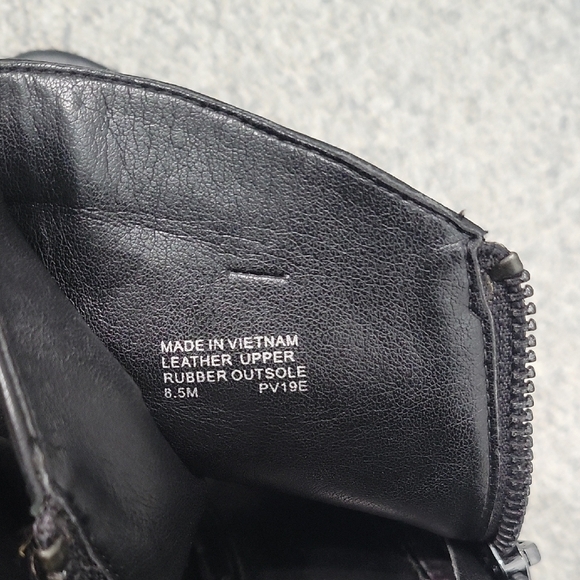 MADE IN VIETNAM
LEATHER UPPER
RUBBER OUTSOLE
8.5M PV19E